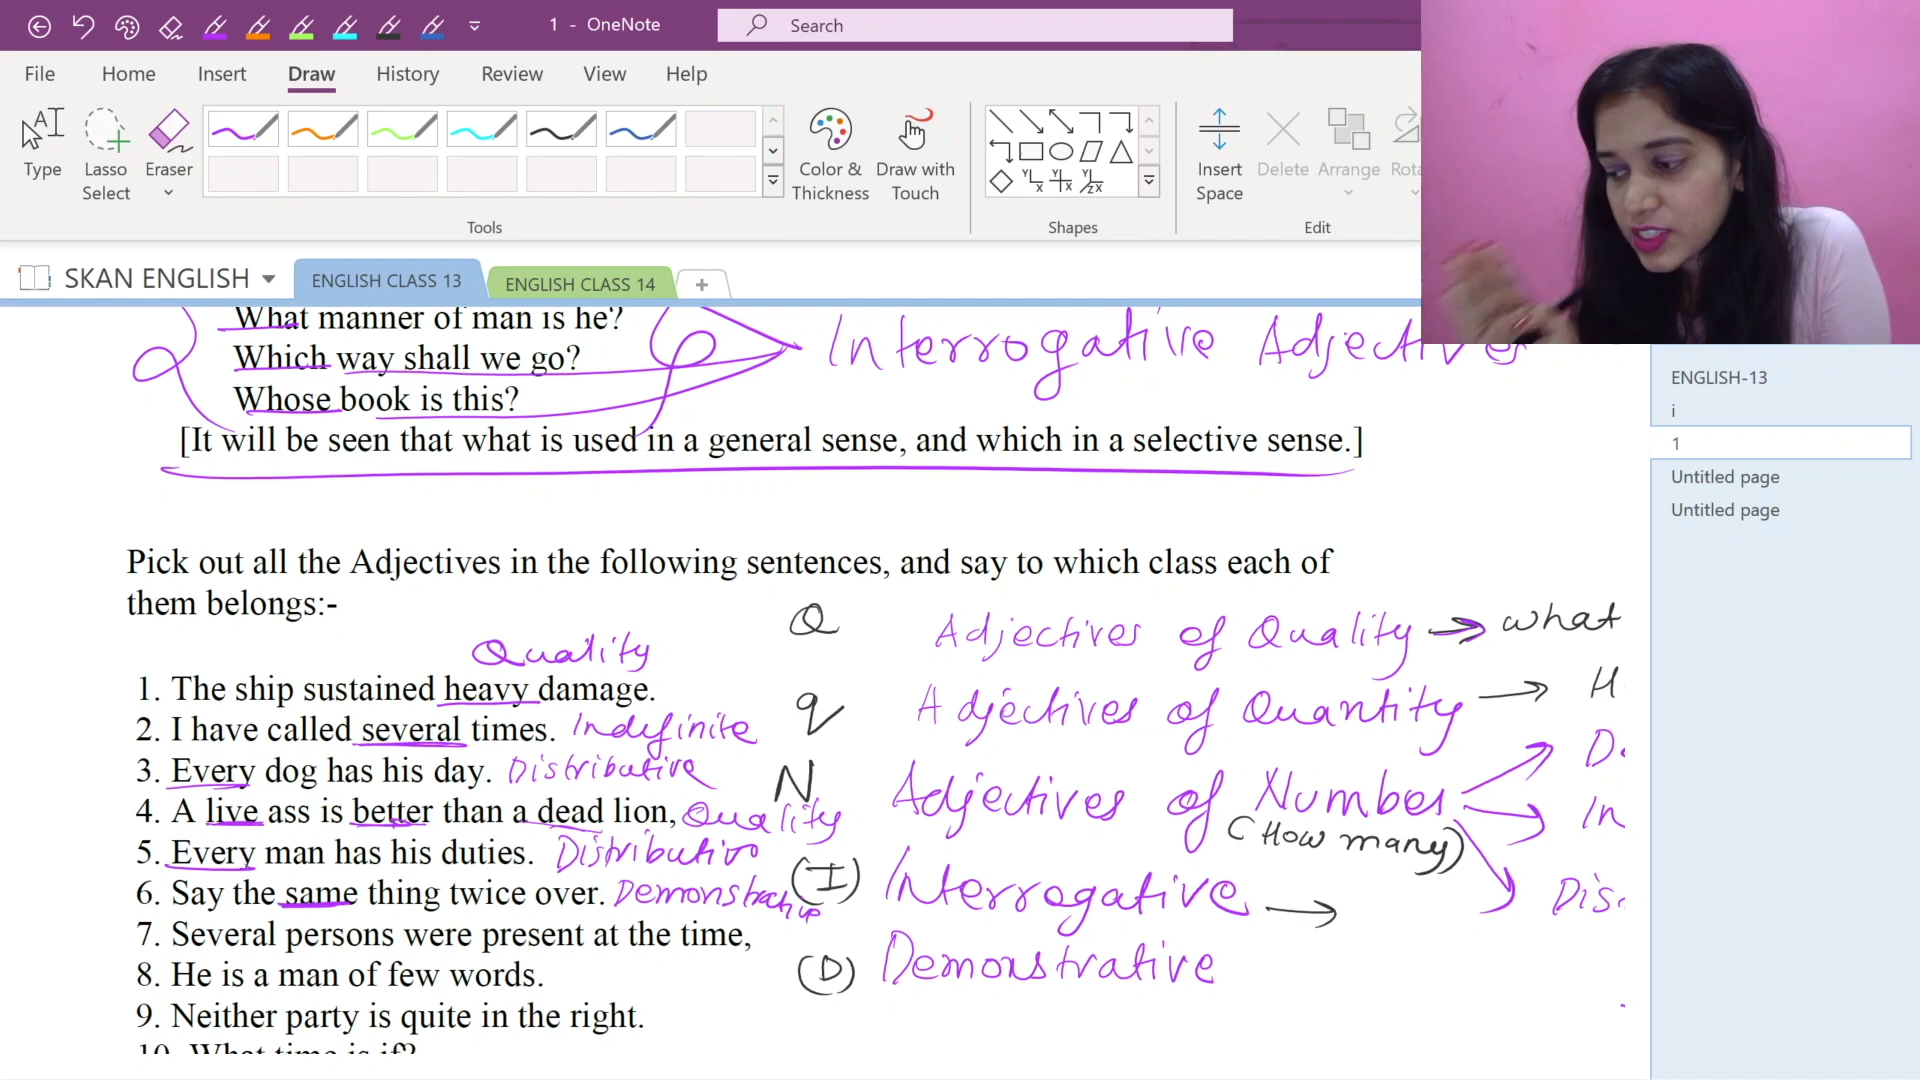 1 - OneNote
Search
File Home Insert Draw History Review View Help
Type
Lasso Select
Eraser
Color & Thickness
Draw with Touch
Insert Space
Delete
Arrange
Tools
Shapes
Edit
SKAN ENGLISH
ENGLISH CLASS 13
ENGLISH CLASS 14
+
What manner of man is he?
Which way shall we go?
Whose book is this?
Interrogative Adjectives
[It will be seen that what is used in a general sense, and which in a selective sense.]
Pick out all the Adjectives in the following sentences, and say to which class each of
them belongs:-
Quality
1. The ship sustained heavy damage.
2. I have called several times. Indefinite
3. Every dog has his day. Distributive
4. A live ass is better than a dead lion, Quality
5. Every man has his duties. Distributive
6. Say the same thing twice over. Demonstrative
7. Several persons were present at the time,
8. He is a man of few words.
9. Neither party is quite in the right.
10. What time is if?
Q Adjectives of Quality → what
q Adjectives of Quantity → H
N Adjectives of Number
(How many)
In
(I) Interrogative →
(D) Demonstrative
ENGLISH-13
i
1
Untitled page
Untitled page